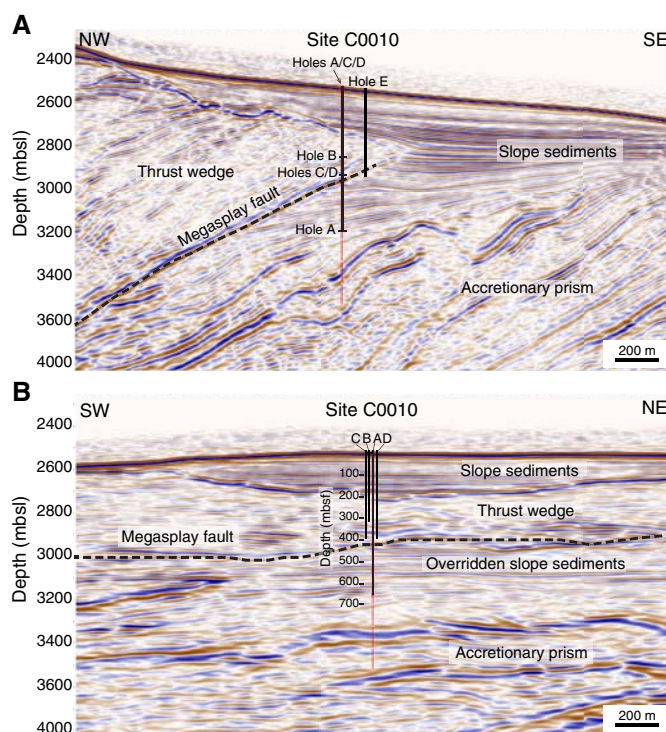 A
NW
Site C0010
SE
Holes A/C/D
Hole E
2400
2600
2800
3000
3200
3400
3600
4000
Depth (mbsl)
Hole B
Slope sediments
Holes C/D
Thrust wedge
Megasplay fault
Hole A
Accretionary prism
200 m
B
SW
Site C0010
NE
C B A D
2400
2600
2800
3000
3200
3400
3600
4000
Depth (mbsl)
100
200
300
400
500
600
700
Depth (mbsf)
Slope sediments
Thrust wedge
Megasplay fault
Overridden slope sediments
Accretionary prism
200 m